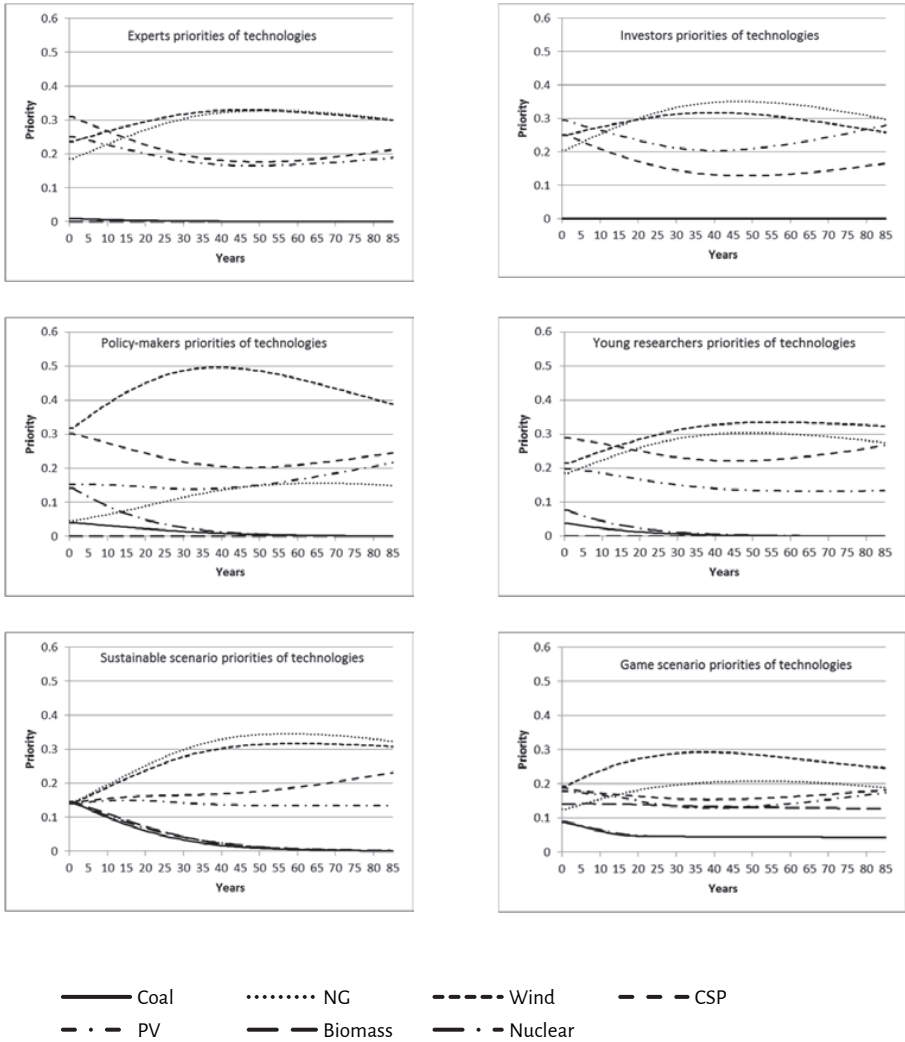 Experts priorities of technologies
Priority
0.6
0.5
0.4
0.3
0.2
0.1
0
0 5 10 15 20 25 30 35 40 45 50 55 60 65 70 75 80 85
Years
Investors priorities of technologies
Priority
0.6
0.5
0.4
0.3
0.2
0.1
0
0 5 10 15 20 25 30 35 40 45 50 55 60 65 70 75 80 85
Years
Policy-makers priorities of technologies
Priority
0.6
0.5
0.4
0.3
0.2
0.1
0
0 5 10 15 20 25 30 35 40 45 50 55 60 65 70 75 80 85
Years
Young researchers priorities of technologies
Priority
0.6
0.5
0.4
0.3
0.2
0.1
0
0 5 10 15 20 25 30 35 40 45 50 55 60 65 70 75 80 85
Years
Sustainable scenario priorities of technologies
Priority
0.6
0.5
0.4
0.3
0.2
0.1
0
0 5 10 15 20 25 30 35 40 45 50 55 60 65 70 75 80 85
Years
Game scenario priorities of technologies
Priority
0.6
0.5
0.4
0.3
0.2
0.1
0
0 5 10 15 20 25 30 35 40 45 50 55 60 65 70 75 80 85
Years
Coal NG Wind CSP
PV Biomass Nuclear